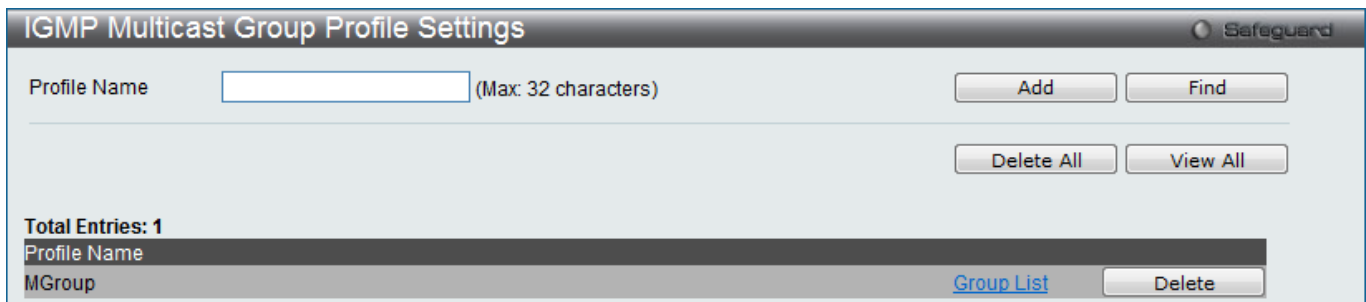 IGMP Multicast Group Profile Settings
Safeguard
Profile Name (Max: 32 characters) Add Find
Delete All View All
Total Entries: 1
Profile Name
MGroup Group List Delete